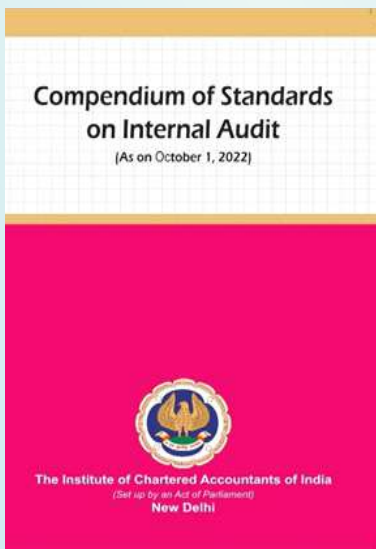 Compendium of Standards
on Internal Audit
(As on October 1, 2022)
The Institute of Chartered Accountants of India
(Set up by an Act of Parliament)
New Delhi